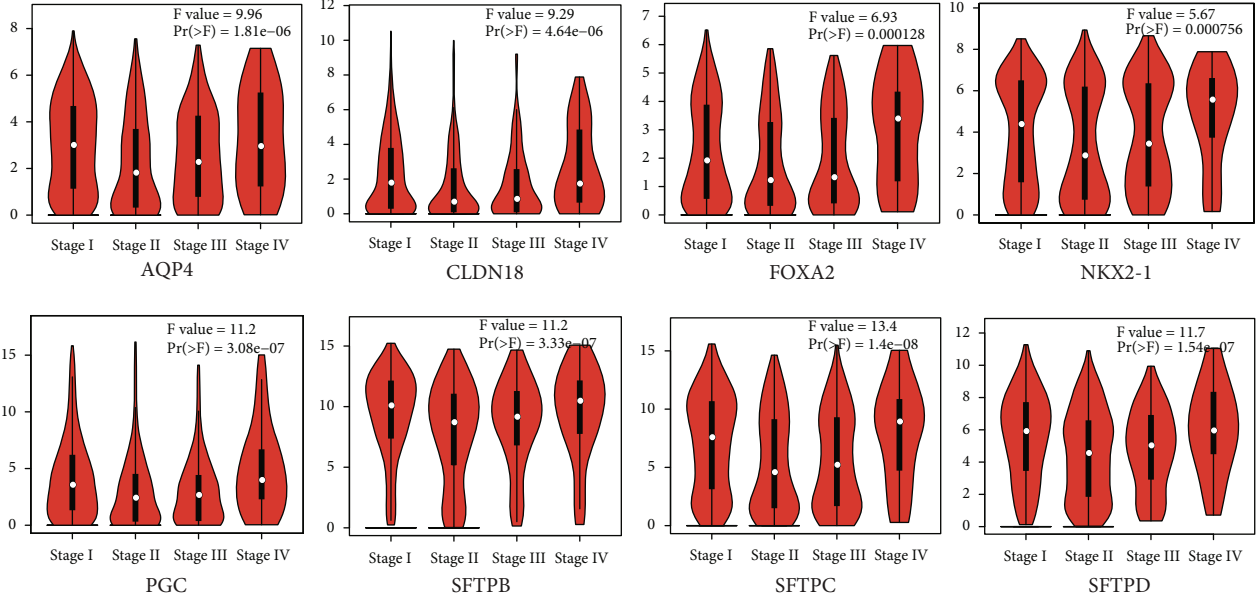 F value = 9.96
Pr(>F) = 1.81e−06
8
6
4
2
0
Stage I Stage II Stage III Stage IV
AQP4
F value = 9.29
Pr(>F) = 4.64e−06
12
10
8
6
4
2
0
Stage I Stage II Stage III Stage IV
CLDN18
F value = 6.93
Pr(>F) = 0.000128
7
6
5
4
3
2
1
0
Stage I Stage II Stage III Stage IV
FOXA2
F value = 5.67
Pr(>F) = 0.000756
10
8
6
4
2
0
Stage I Stage II Stage III Stage IV
NKX2-1
F value = 11.2
Pr(>F) = 3.08e−07
15
10
5
0
Stage I Stage II Stage III Stage IV
PGC
F value = 11.2
Pr(>F) = 3.33e−07
15
10
5
0
Stage I Stage II Stage III Stage IV
SFTPB
F value = 13.4
Pr(>F) = 1.4e−08
15
10
5
0
Stage I Stage II Stage III Stage IV
SFTPC
F value = 11.7
Pr(>F) = 1.54e−07
12
10
8
6
4
2
0
Stage I Stage II Stage III Stage IV
SFTPD